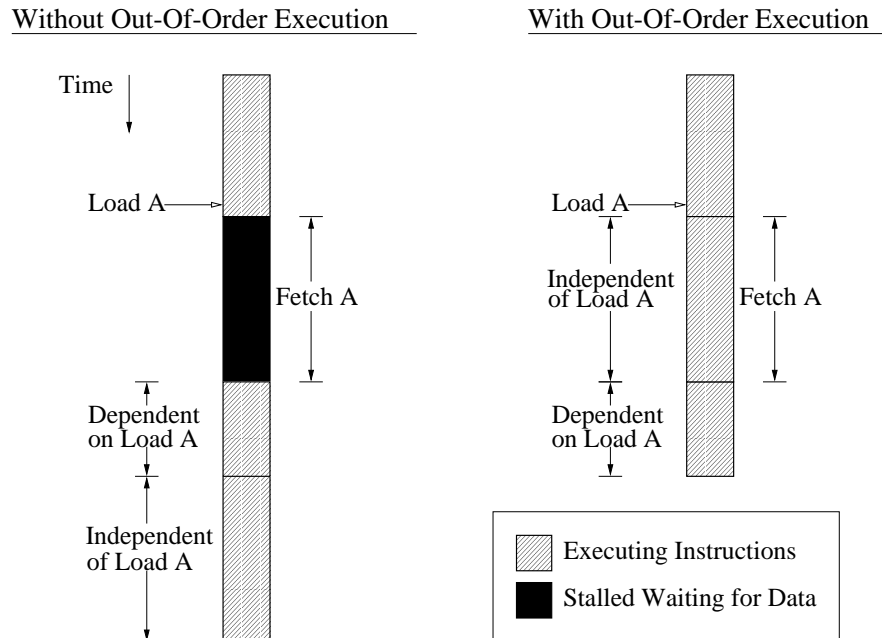 Without Out-Of-Order Execution
With Out-Of-Order Execution
Time
Load A
Fetch A
Dependent
on Load A
Independent
of Load A
Load A
Independent
of Load A
Fetch A
Dependent
on Load A
Executing Instructions
Stalled Waiting for Data